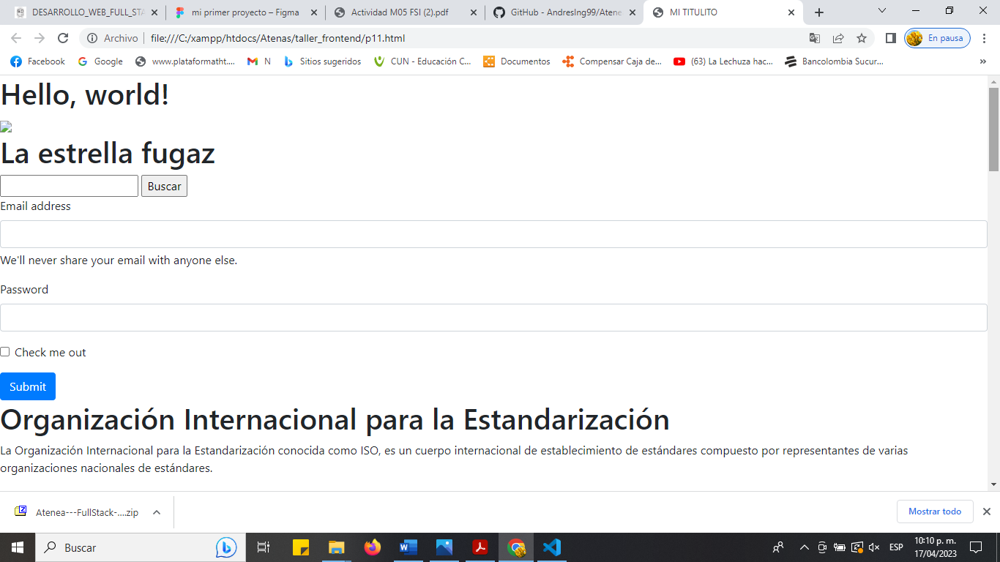 DESARROLLO_WEB_FULL_STA
mi primer proyecto – Figma
Actividad M05 FSI (2).pdf
GitHub - AndresIng99/Atene
MI TITULITO
Archivo
file:///C:/xampp/htdocs/Atenas/taller_frontend/p11.html
En pausa
Facebook
Google
www.plataformatht....
N
Sitios sugeridos
CUN - Educación C...
Documentos
Compensar Caja de...
(63) La Lechuza hac...
Bancolombia Sucur...
»
Hello, world!
La estrella fugaz
Buscar
Email address
We'll never share your email with anyone else.
Password
Check me out
Submit
Organización Internacional para la Estandarización
La Organización Internacional para la Estandarización conocida como ISO, es un cuerpo internacional de establecimiento de estándares compuesto por representantes de varias
organizaciones nacionales de estándares.
Atenea---FullStack-....zip
Mostrar todo
Buscar
ESP
10:10 p. m.
17/04/2023